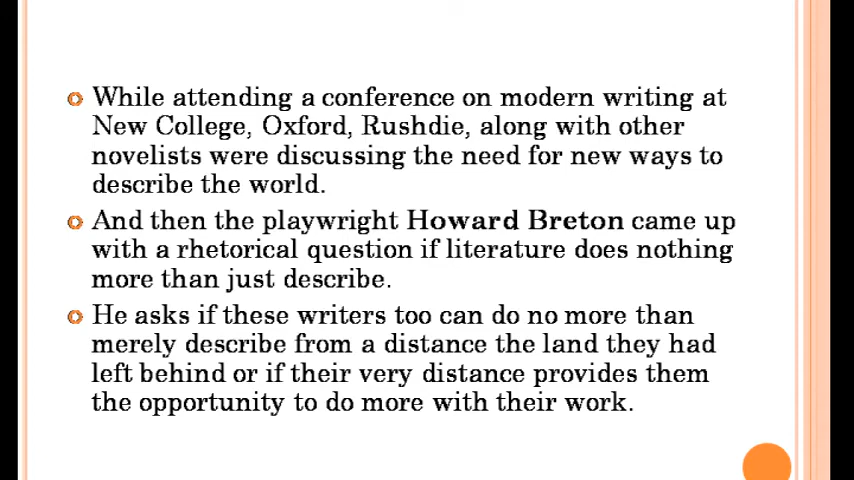 While attending a conference on modern writing at
New College, Oxford, Rushdie, along with other
novelists were discussing the need for new ways to
describe the world.
And then the playwright Howard Breton came up
with a rhetorical question if literature does nothing
more than just describe.
He asks if these writers too can do no more than
merely describe from a distance the land they had
left behind or if their very distance provides them
the opportunity to do more with their work.